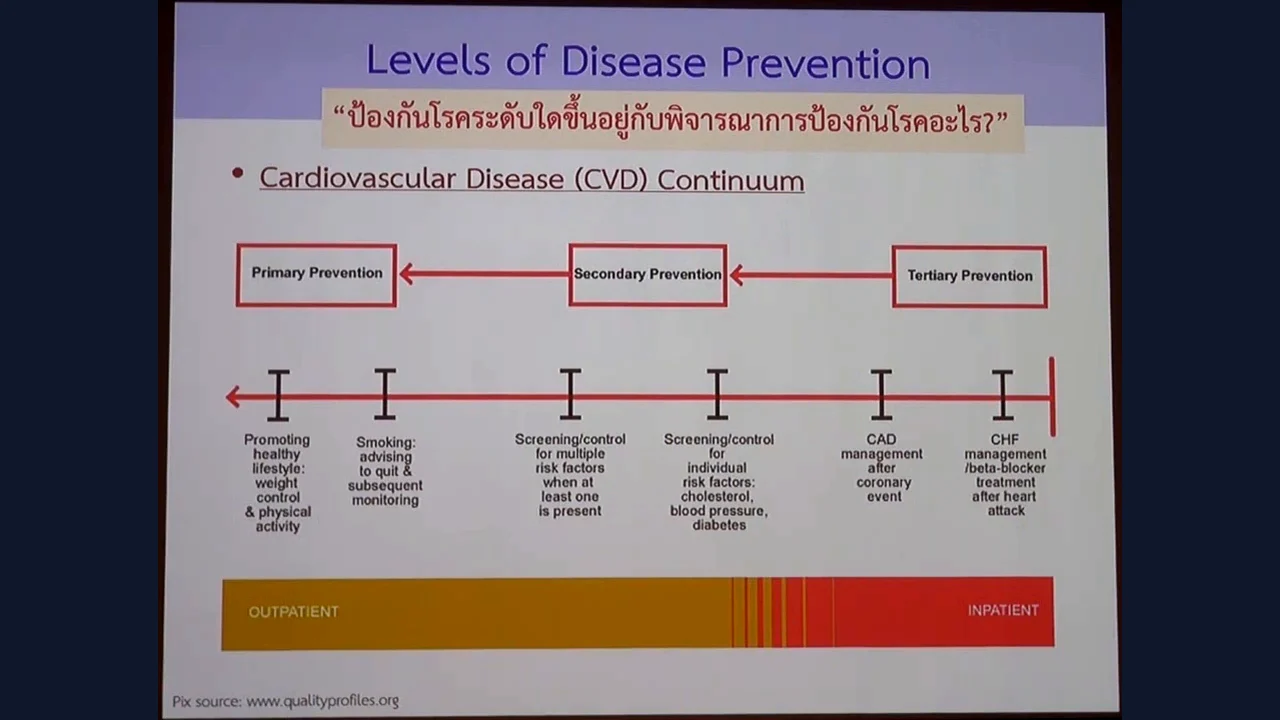 Levels of Disease Prevention
“ป้องกันโรคระดับใดขึ้นอยู่กับพิจารณาการป้องกันโรคอะไร?”
• Cardiovascular Disease (CVD) Continuum
Primary Prevention
Secondary Prevention
Tertiary Prevention
Promoting
healthy
lifestyle:
weight
control
& physical
activity
Smoking:
advising
to quit &
subsequent
monitoring
Screening/control
for multiple
risk factors
when at
least one
is present
Screening/control
for
individual
risk factors:
cholesterol,
blood pressure,
diabetes
CAD
management
after
coronary
event
CHF
management
/beta-blocker
treatment
after heart
attack
OUTPATIENT
INPATIENT
Pix source: www.qualityprofiles.org